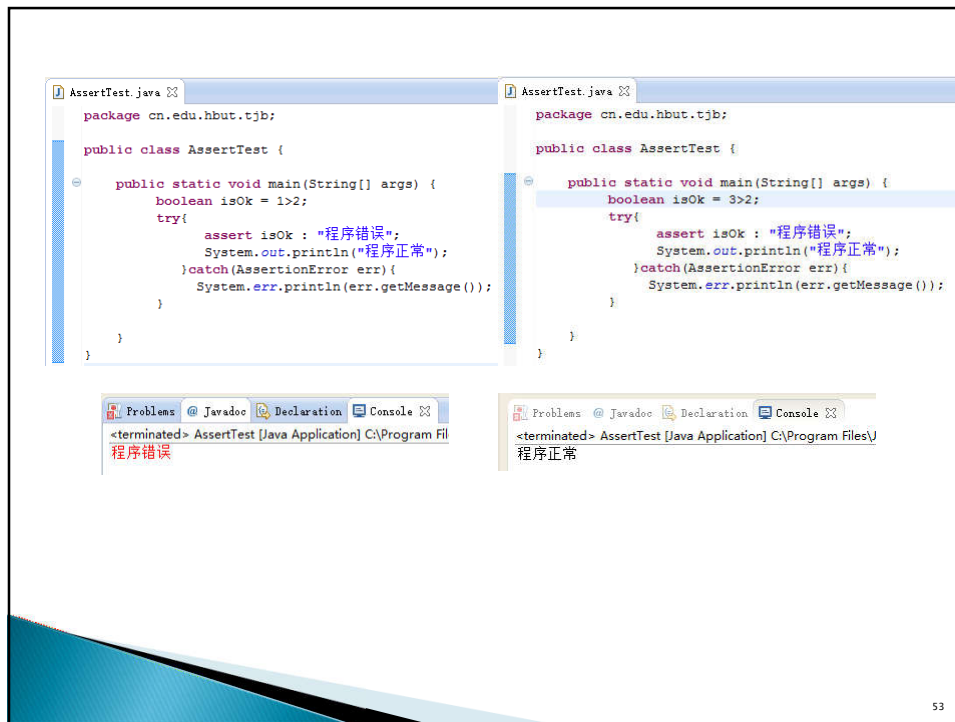 AssertTest.java
package cn.edu.hbut.tjb;
public class AssertTest {
public static void main(String[] args) {
boolean isOk = 1>2;
try{
assert isOk : "程序错误";
System.out.println("程序正常");
}catch(AssertionError err){
System.err.println(err.getMessage());
}
}
}
AssertTest.java
package cn.edu.hbut.tjb;
public class AssertTest {
public static void main(String[] args) {
boolean isOk = 3>2;
try{
assert isOk : "程序错误";
System.out.println("程序正常");
}catch(AssertionError err){
System.err.println(err.getMessage());
}
}
}
Problems @ Javadoc Declaration Console
<terminated> AssertTest [Java Application] C:\Program Fil
程序错误
Problems @ Javadoc Declaration Console
<terminated> AssertTest [Java Application] C:\Program Files\J
程序正常
53